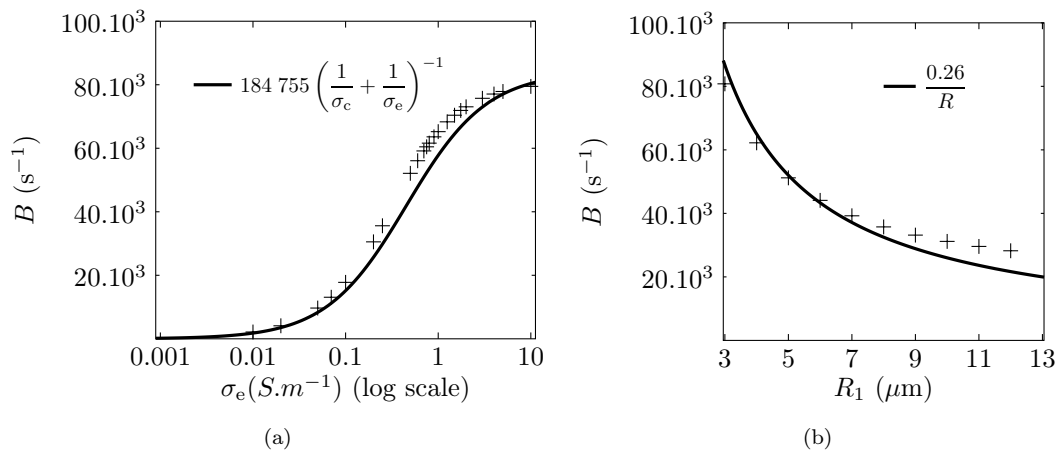 100.10³
80.10³
60.10³
40.10³
20.10³
B (s⁻¹)
184 755 (1/σc + 1/σe)⁻¹
0.001 0.01 0.1 1 10
σe(S.m⁻¹) (log scale)
(a)
100.10³
80.10³
60.10³
40.10³
20.10³
B (s⁻¹)
0.26/R
3 5 7 9 11 13
R₁ (μm)
(b)